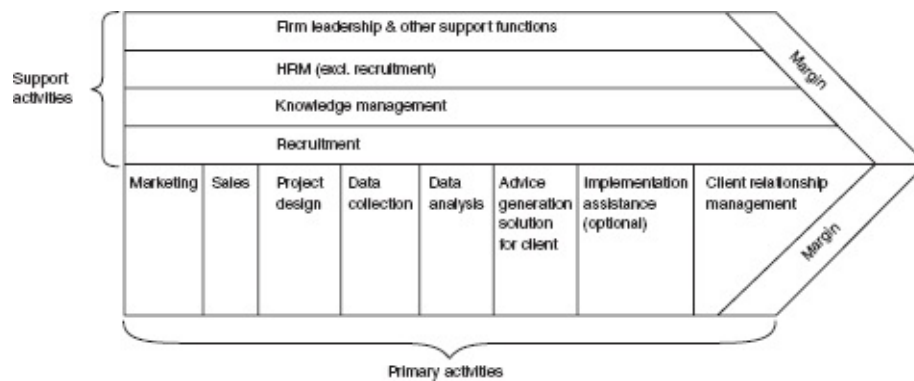 Firm leadership & other support functions
HRM (excl. recruitment)
Support
activities
Knowledge management
Recruitment
Margin
Marketing
Sales
Project
design
Data
collection
Data
analysis
Advice
generation
solution
for client
Implementation
assistance
(optional)
Client relationship
management
Margin
Primary activities